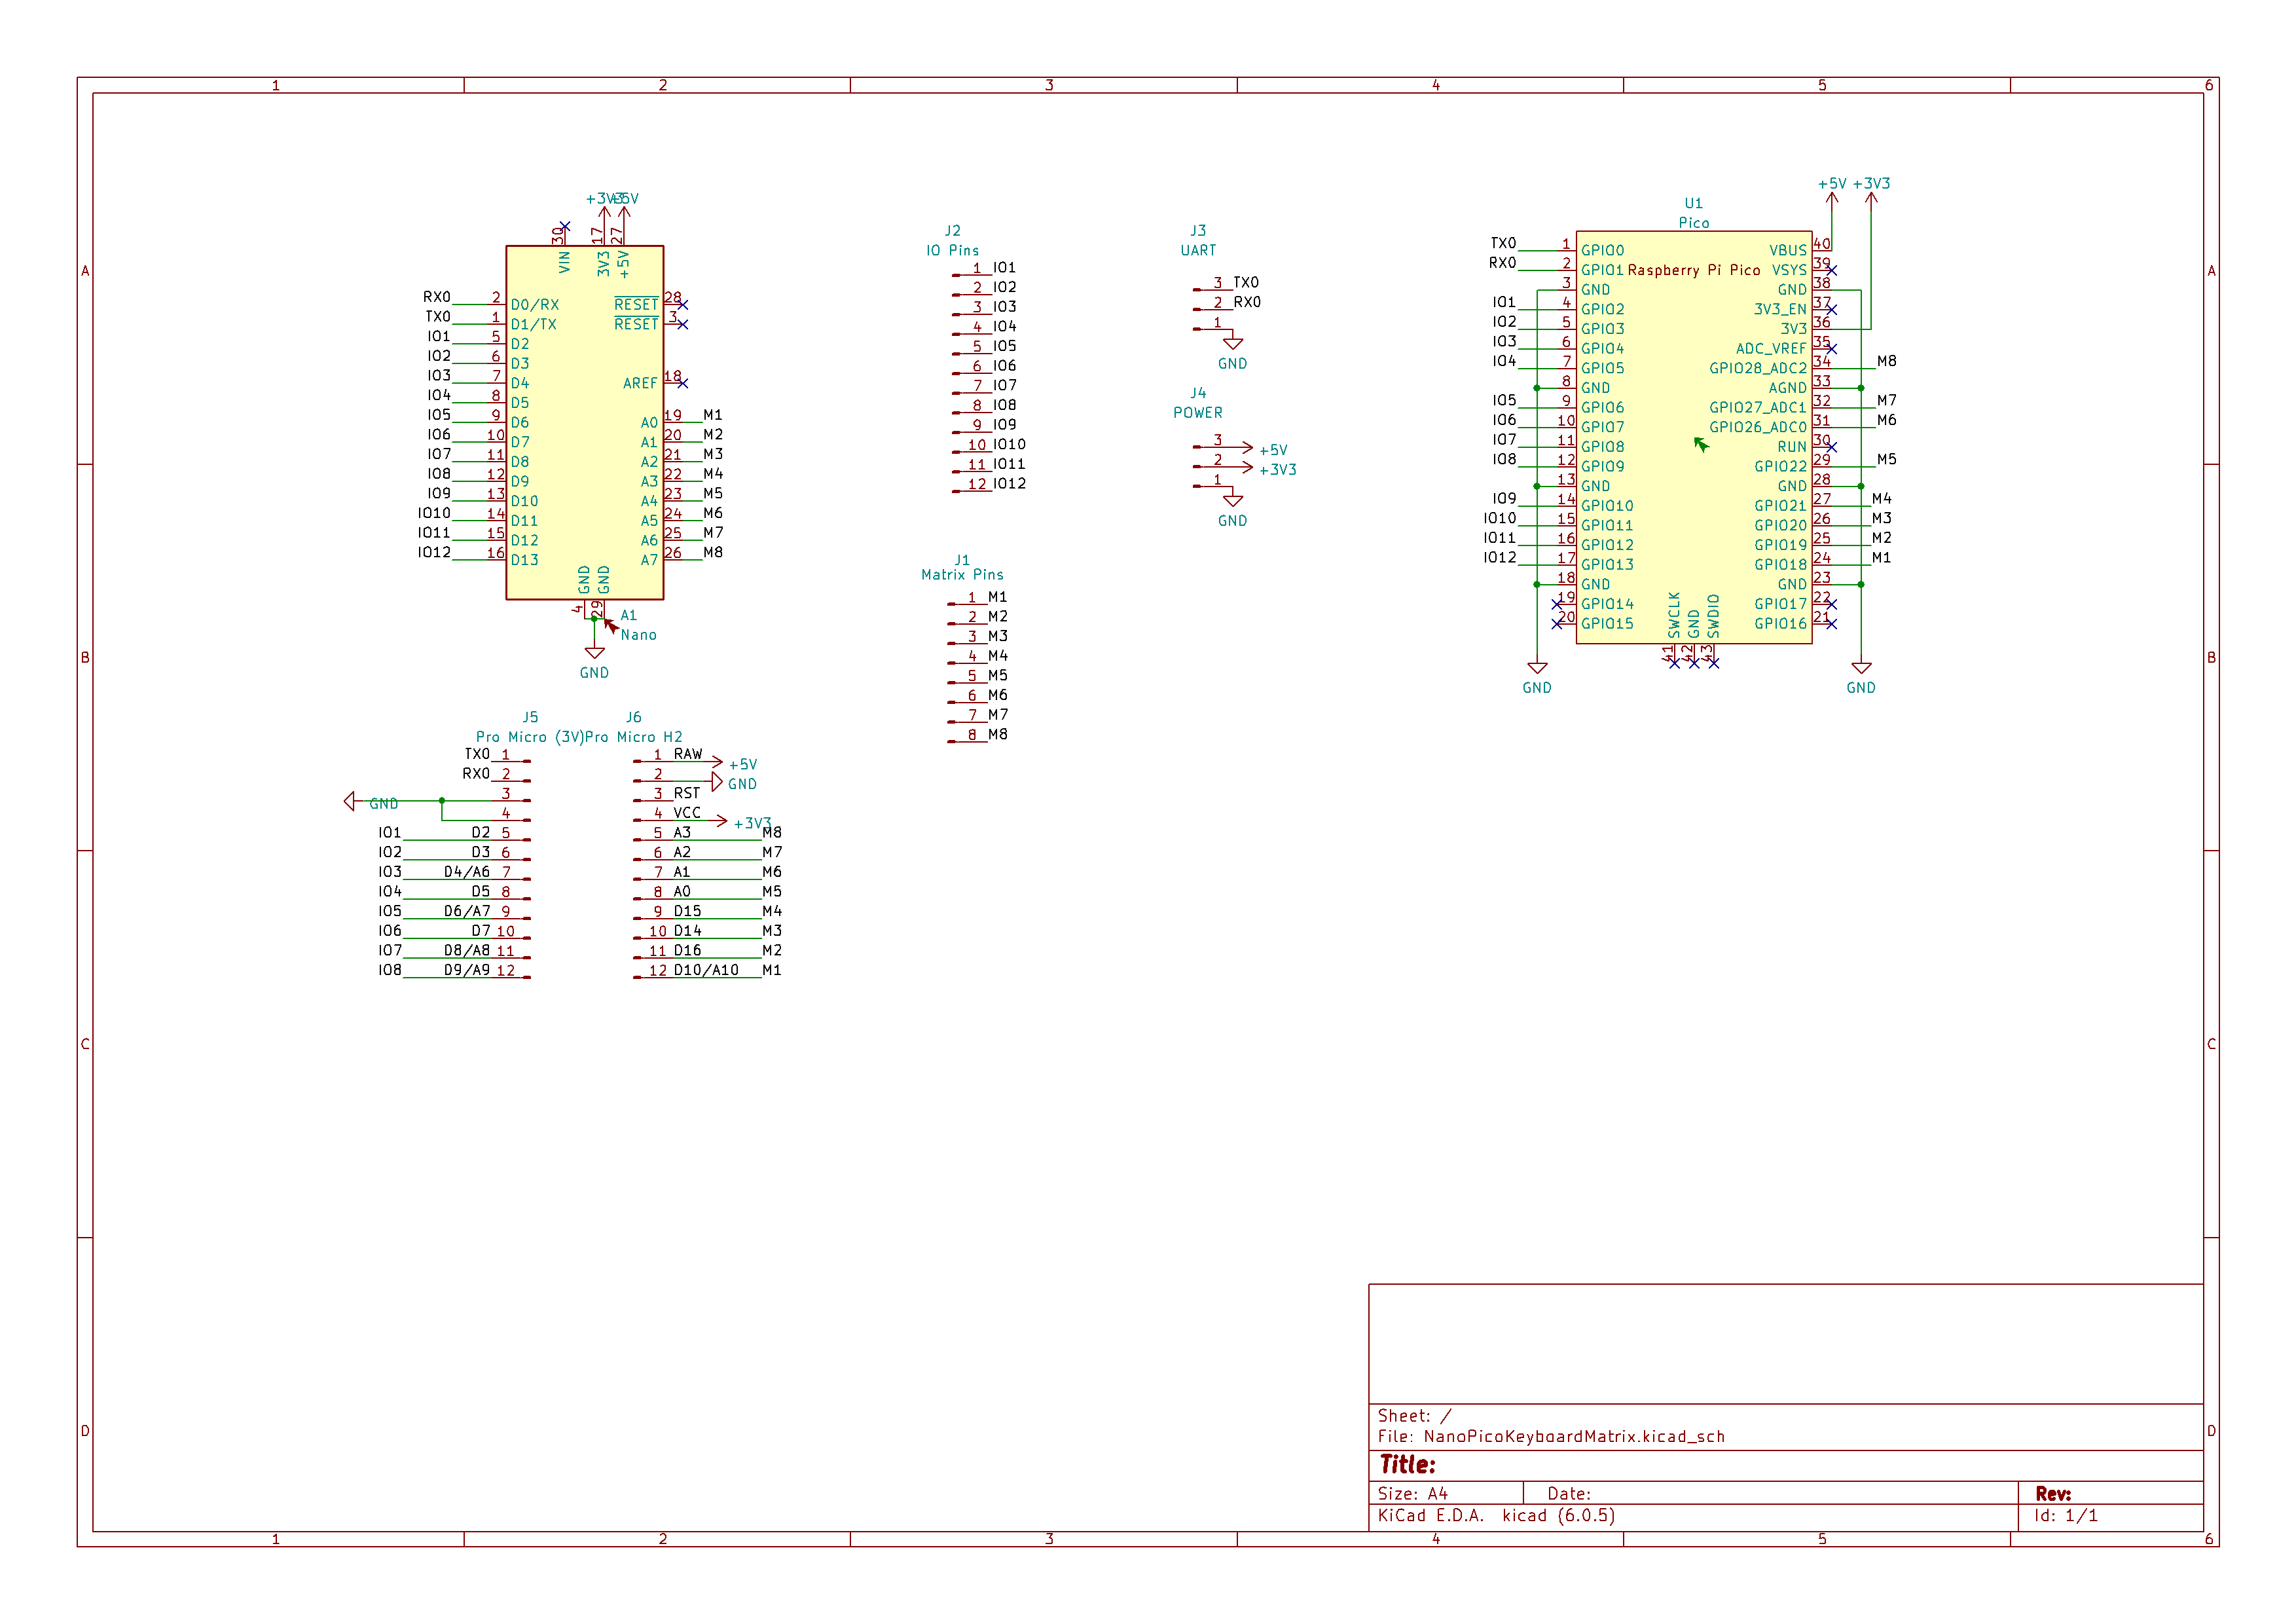 1 2 3 4 5 6
A A
B B
C C
D D
1 2 3 4 5 6
+3V3 +5V
30 17 27
VIN 3V3 +5V
RX0 2 D0/RX RESET 28
TX0 1 D1/TX RESET 3
IO1 5 D2
IO2 6 D3
IO3 7 D4 AREF 18
IO4 8 D5
IO5 9 D6 A0 19 M1
IO6 10 D7 A1 20 M2
IO7 11 D8 A2 21 M3
IO8 12 D9 A3 22 M4
IO9 13 D10 A4 23 M5
IO10 14 D11 A5 24 M6
IO11 15 D12 A6 25 M7
IO12 16 D13 A7 26 M8
GND GND
4 29
A1
Nano
GND
J2
IO Pins
1 IO1
2 IO2
3 IO3
4 IO4
5 IO5
6 IO6
7 IO7
8 IO8
9 IO9
10 IO10
11 IO11
12 IO12
J1
Matrix Pins
1 M1
2 M2
3 M3
4 M4
5 M5
6 M6
7 M7
8 M8
J3
UART
3 TX0
2 RX0
1
GND
J4
POWER
3 +5V
2 +3V3
1
GND
+5V +3V3
U1
Pico
Raspberry Pi Pico
TX0 1 GPIO0 VBUS 40
RX0 2 GPIO1 VSYS 39
3 GND GND 38
IO1 4 GPIO2 3V3_EN 37
IO2 5 GPIO3 3V3 36
IO3 6 GPIO4 ADC_VREF 35
IO4 7 GPIO5 GPIO28_ADC2 34 M8
8 GND AGND 33
IO5 9 GPIO6 GPIO27_ADC1 32 M7
IO6 10 GPIO7 GPIO26_ADC0 31 M6
IO7 11 GPIO8 RUN 30
IO8 12 GPIO9 GPIO22 29 M5
13 GND GND 28
IO9 14 GPIO10 GPIO21 27 M4
IO10 15 GPIO11 GPIO20 26 M3
IO11 16 GPIO12 GPIO19 25 M2
IO12 17 GPIO13 GPIO18 24 M1
18 GND GND 23
19 GPIO14 GPIO17 22
20 GPIO15 GPIO16 21
SWCLK GND SWDIO
41 42 43
GND GND
J5
Pro Micro (3V)
TX0 1
RX0 2
GND 3
4
IO1 D2 5
IO2 D3 6
IO3 D4/A6 7
IO4 D5 8
IO5 D6/A7 9
IO6 D7 10
IO7 D8/A8 11
IO8 D9/A9 12
J6
Pro Micro H2
1 RAW +5V
2 GND
3 RST
4 VCC +3V3
5 A3 M8
6 A2 M7
7 A1 M6
8 A0 M5
9 D15 M4
10 D14 M3
11 D16 M2
12 D10/A10 M1
Sheet: /
File: NanoPicoKeyboardMatrix.kicad_sch
Title:
Size: A4 Date: Rev:
KiCad E.D.A. kicad (6.0.5) Id: 1/1